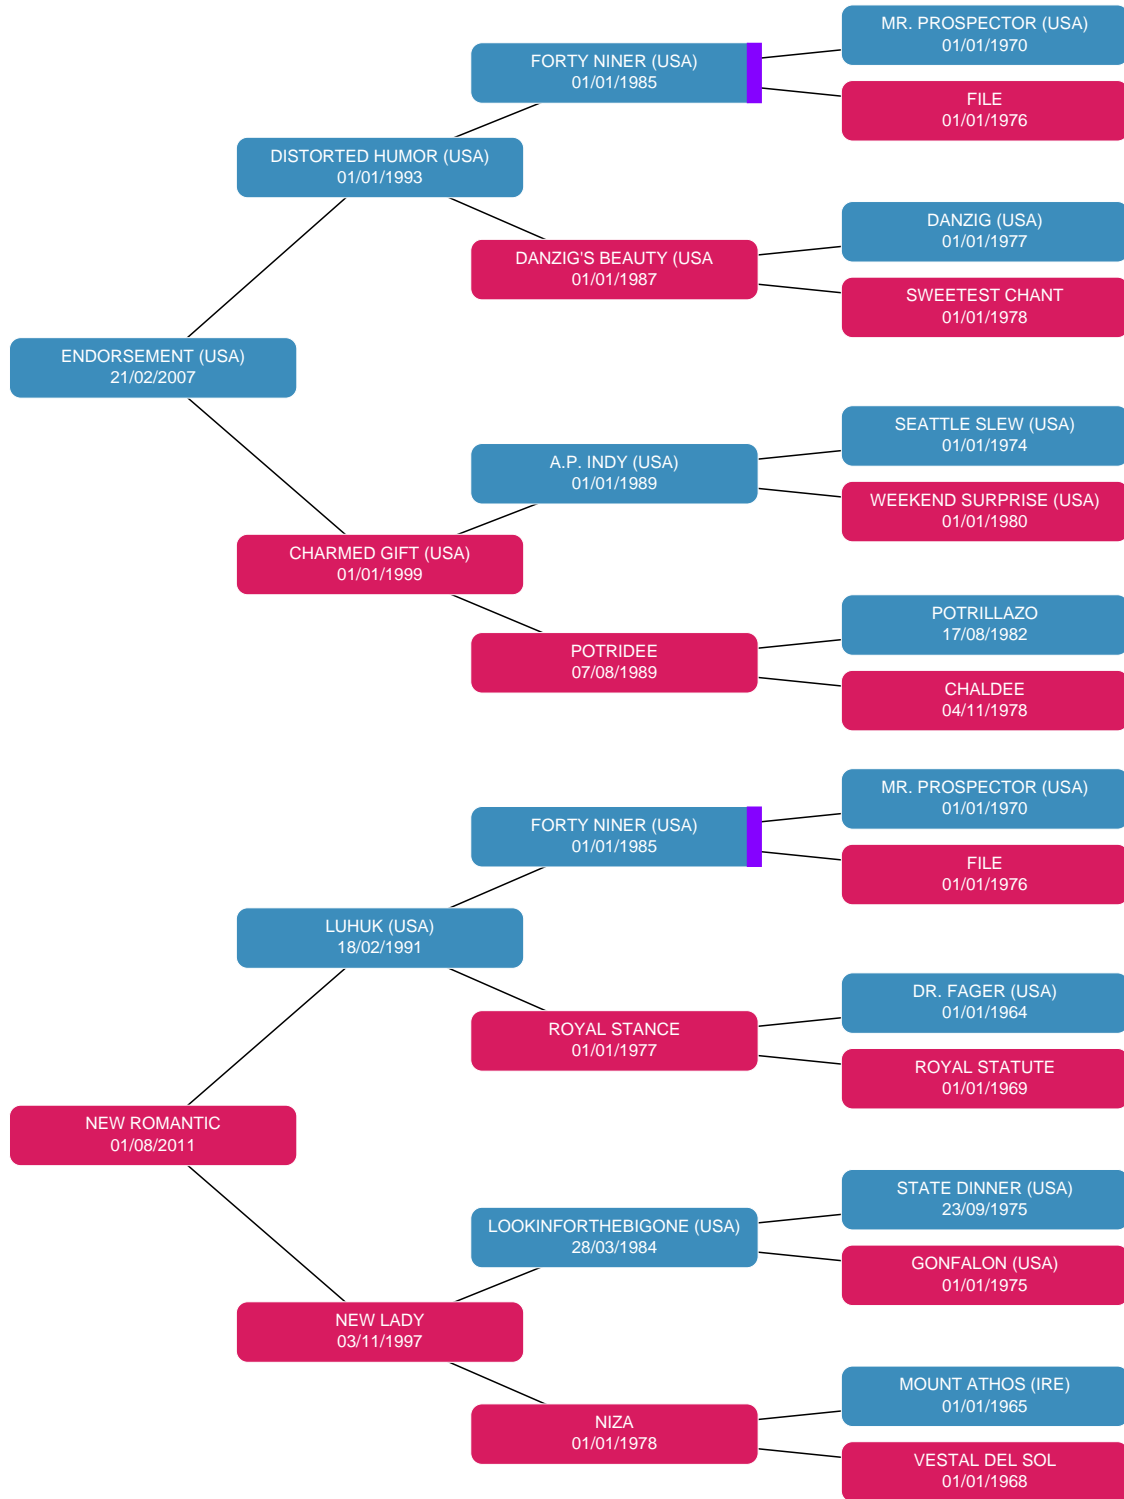 MR. PROSPECTOR (USA)
01/01/1970
FORTY NINER (USA)
01/01/1985
FILE
01/01/1976
DISTORTED HUMOR (USA)
01/01/1993
DANZIG (USA)
01/01/1977
DANZIG'S BEAUTY (USA
01/01/1987
SWEETEST CHANT
01/01/1978
ENDORSEMENT (USA)
21/02/2007
SEATTLE SLEW (USA)
01/01/1974
A.P. INDY (USA)
01/01/1989
WEEKEND SURPRISE (USA)
01/01/1980
CHARMED GIFT (USA)
01/01/1999
POTRILLAZO
17/08/1982
POTRIDEE
07/08/1989
CHALDEE
04/11/1978
MR. PROSPECTOR (USA)
01/01/1970
FORTY NINER (USA)
01/01/1985
FILE
01/01/1976
LUHUK (USA)
18/02/1991
DR. FAGER (USA)
01/01/1964
ROYAL STANCE
01/01/1977
ROYAL STATUTE
01/01/1969
NEW ROMANTIC
01/08/2011
STATE DINNER (USA)
23/09/1975
LOOKINFORTHEBIGONE (USA)
28/03/1984
GONFALON (USA)
01/01/1975
NEW LADY
03/11/1997
MOUNT ATHOS (IRE)
01/01/1965
NIZA
01/01/1978
VESTAL DEL SOL
01/01/1968